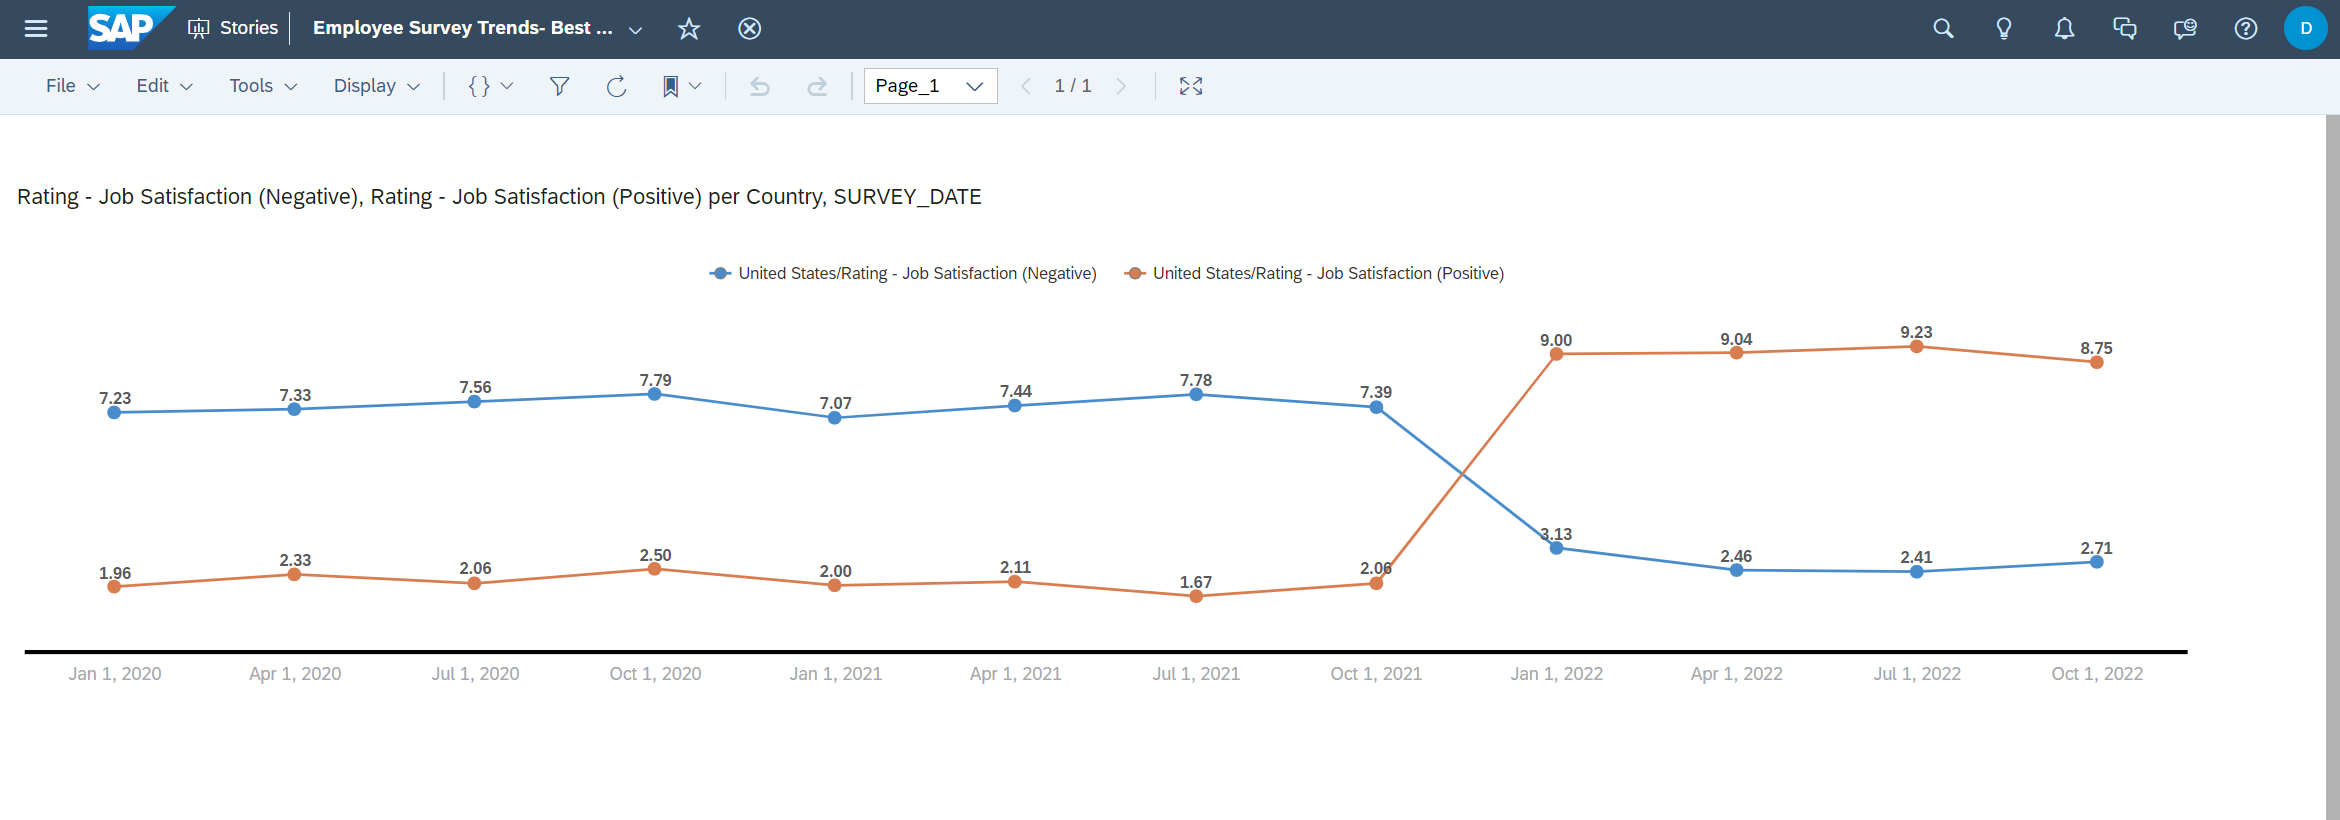 SAP Stories Employee Survey Trends- Best ... D
File Edit Tools Display { } Page_1 1 / 1
Rating - Job Satisfaction (Negative), Rating - Job Satisfaction (Positive) per Country, SURVEY_DATE
United States/Rating - Job Satisfaction (Negative) United States/Rating - Job Satisfaction (Positive)
7.23 7.33 7.56 7.79 7.07 7.44 7.78 7.39 9.00 9.04 9.23 8.75
1.96 2.33 2.06 2.50 2.00 2.11 1.67 2.06 3.13 2.46 2.41 2.71
Jan 1, 2020 Apr 1, 2020 Jul 1, 2020 Oct 1, 2020 Jan 1, 2021 Apr 1, 2021 Jul 1, 2021 Oct 1, 2021 Jan 1, 2022 Apr 1, 2022 Jul 1, 2022 Oct 1, 2022